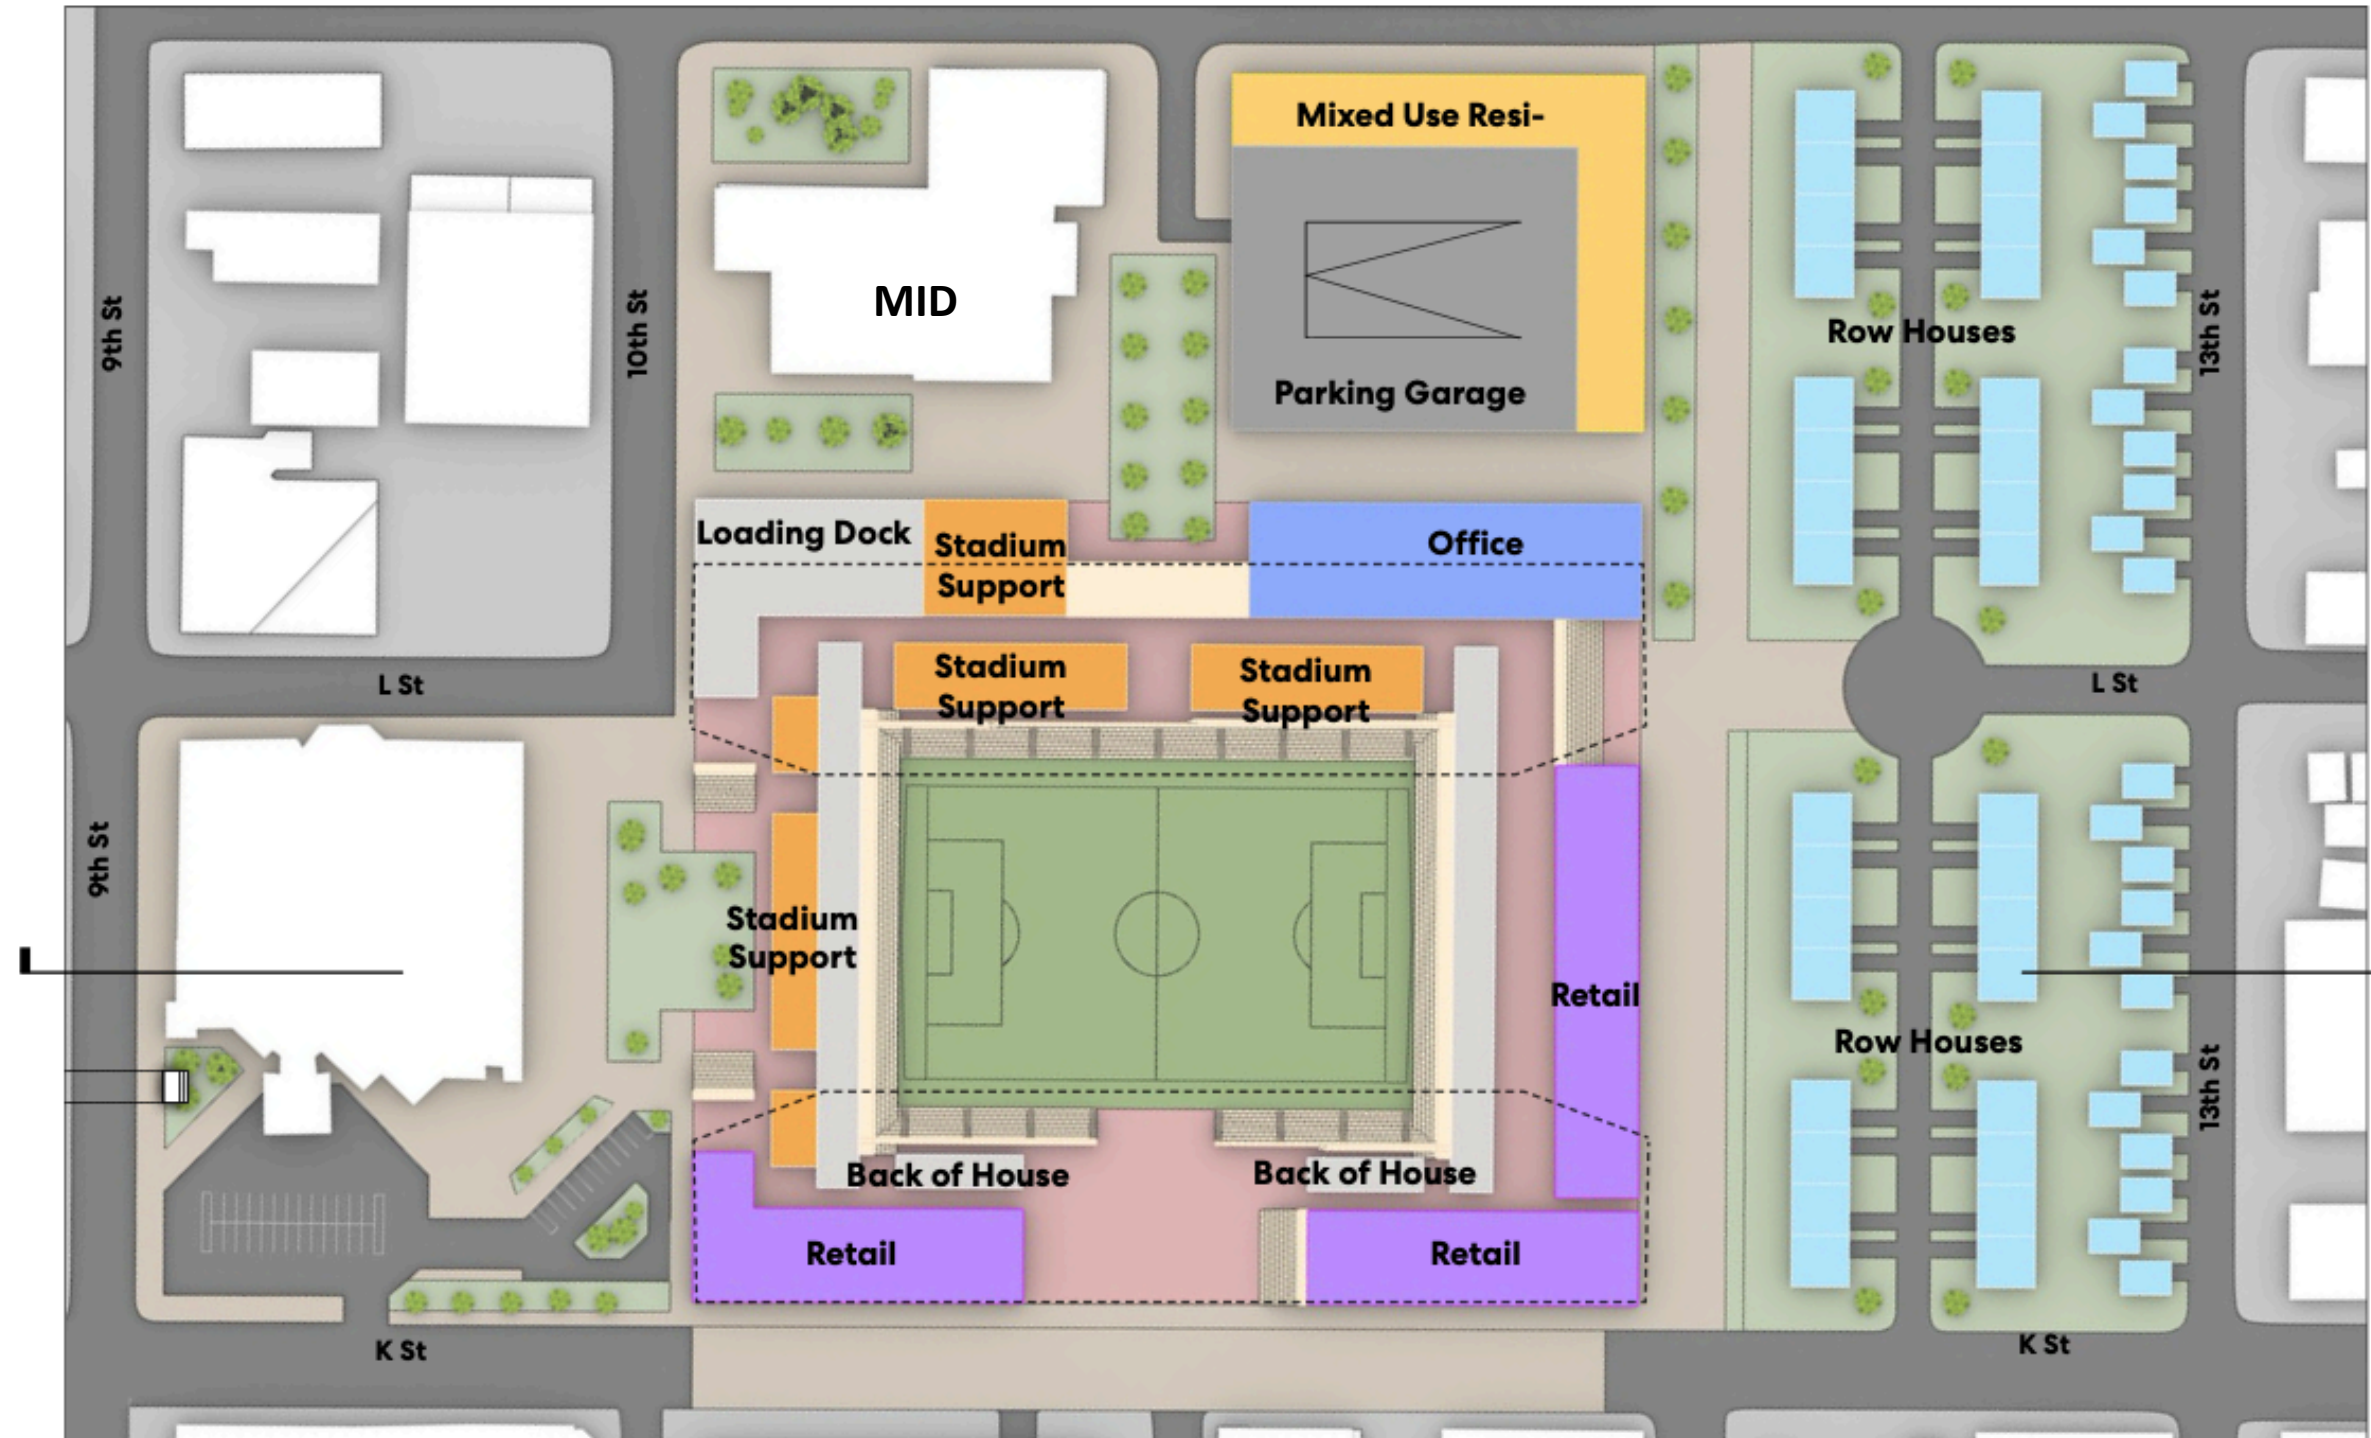 Mixed Use Resi-
9th St
10th St
MID
Parking Garage
Row Houses
13th St
Loading Dock
Stadium
Support
Office
L St
Stadium
Support
Stadium
Support
L St
9th St
Stadium
Support
Retail
Row Houses
13th St
Back of House
Back of House
Retail
Retail
K St
K St